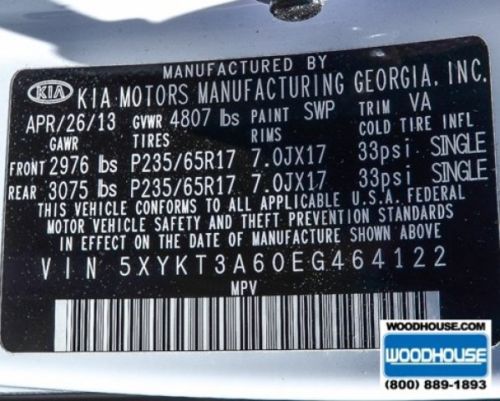 MANUFACTURED BY
KIA KIA MOTORS MANUFACTURING GEORGIA, INC.
APR/26/13 GVWR 4807 lbs PAINT SWP TRIM VA
GAWR TIRES RIMS COLD TIRE INFL
FRONT 2976 lbs P235/65R17 7.0JX17 33psi SINGLE
REAR 3075 lbs P235/65R17 7.0JX17 33psi SINGLE
THIS VEHICLE CONFORMS TO ALL APPLICABLE U.S.A. FEDERAL
MOTOR VEHICLE SAFETY AND THEFT PREVENTION STANDARDS
IN EFFECT ON THE DATE OF MANUFACTURE SHOWN ABOVE
VIN 5XYKT3A60EG464122
MPV
WOODHOUSE.COM
WOODHOUSE
(800) 889-1893